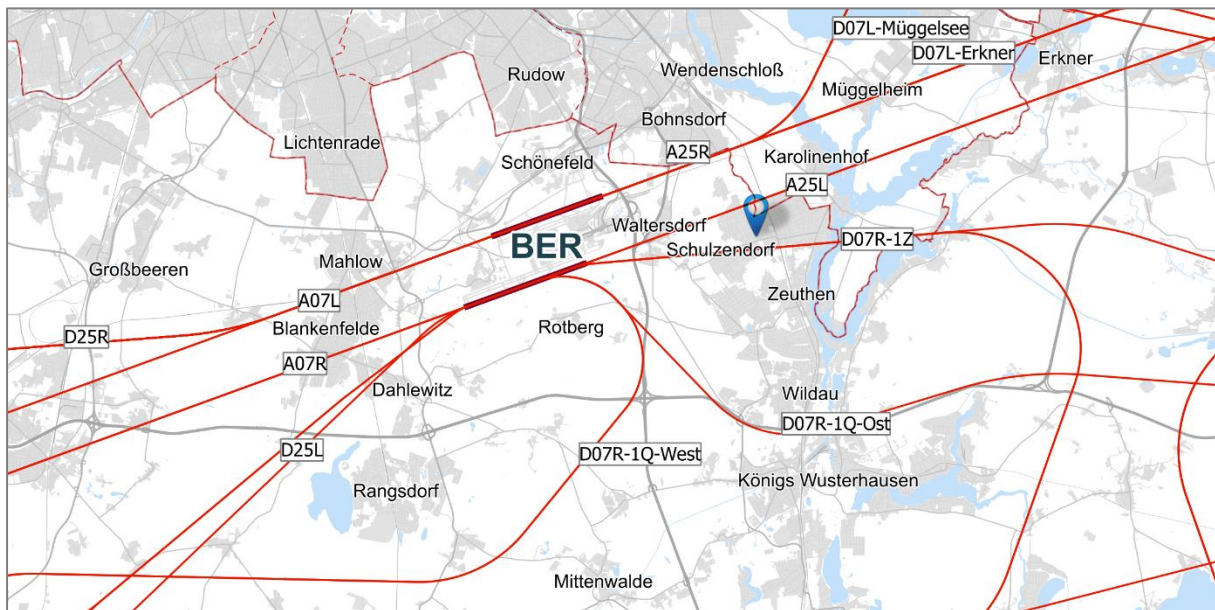 D07L-Müggelsee
Rudow
Wendenschloß
D07L-Erkner
Erkner
Müggelheim
Bohnsdorf
Lichtenrade
A25R
Karolinenhof
Schönefeld
A25L
Waltersdorf
BER
Schulzendorf
D07R-1Z
Mahlow
Großbeeren
Zeuthen
A07L
Blankenfelde
Rotberg
D25R
A07R
Dahlewitz
Wildau
D07R-1Q-Ost
D25L
D07R-1Q-West
Königs Wusterhausen
Rangsdorf
Mittenwalde